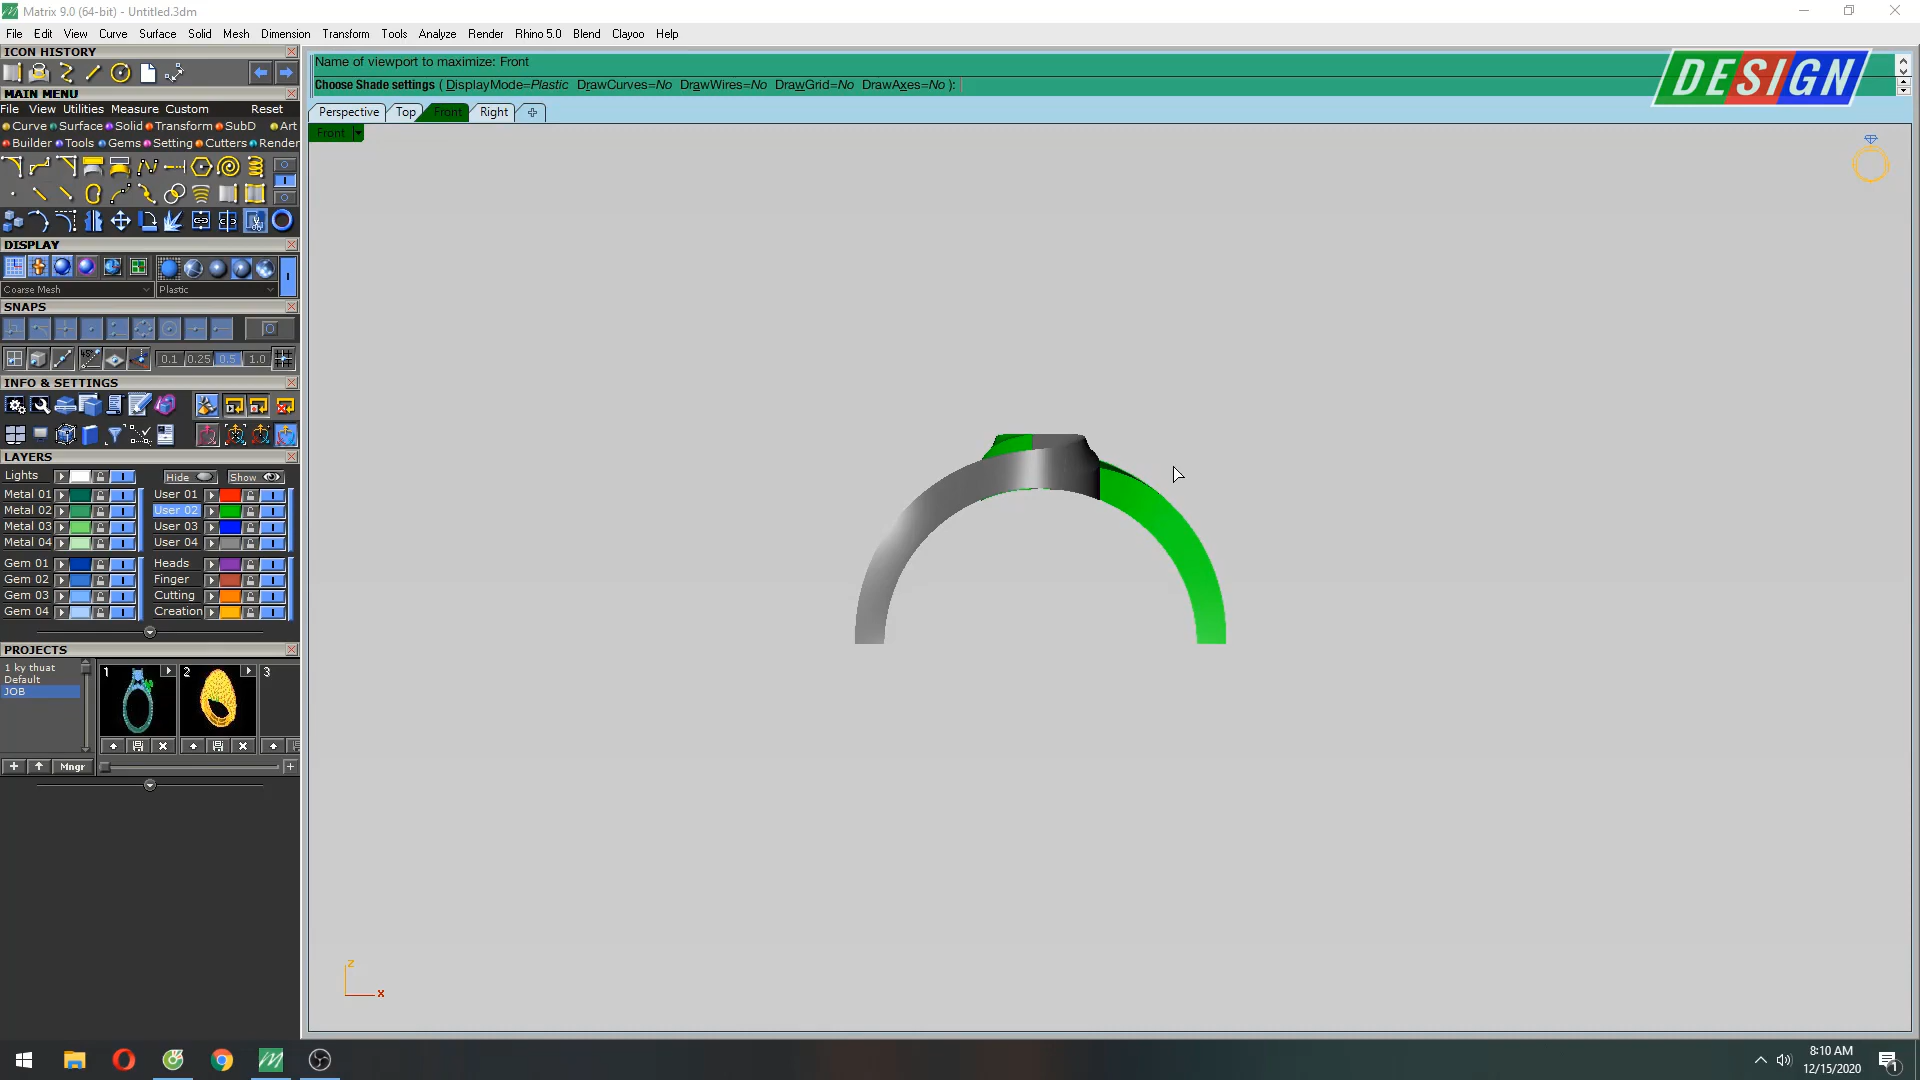 Matrix 9.0 (64-bit) - Untitled.3dm
File Edit View Curve Surface Solid Mesh Dimension Transform Tools Analyze Render Rhino 5.0 Blend Clayoo Help
ICON HISTORY
Name of viewport to maximize: Front
Choose Shade settings ( DisplayMode=Plastic DrawCurves=No DrawWires=No DrawGrid=No DrawAxes=No ):
DESIGN
MAIN MENU
File View Utilities Measure Custom Reset
Perspective Top Front Right
Curve Surface Solid Transform SubD Art
Front
Builder Tools Gems Setting Cutters Render
DISPLAY
Coarse Mesh Plastic
SNAPS
0.1 0.25 0.5 1.0
INFO & SETTINGS
LAYERS
Lights Hide Show
Metal 01 User 01
Metal 02 User 02
Metal 03 User 03
Metal 04 User 04
Gem 01 Heads
Gem 02 Finger
Gem 03 Cutting
Gem 04 Creation
PROJECTS
1 ky thuat
Default
JOB
1 2 3
Mngr
z
x
8:10 AM
12/15/2020
1